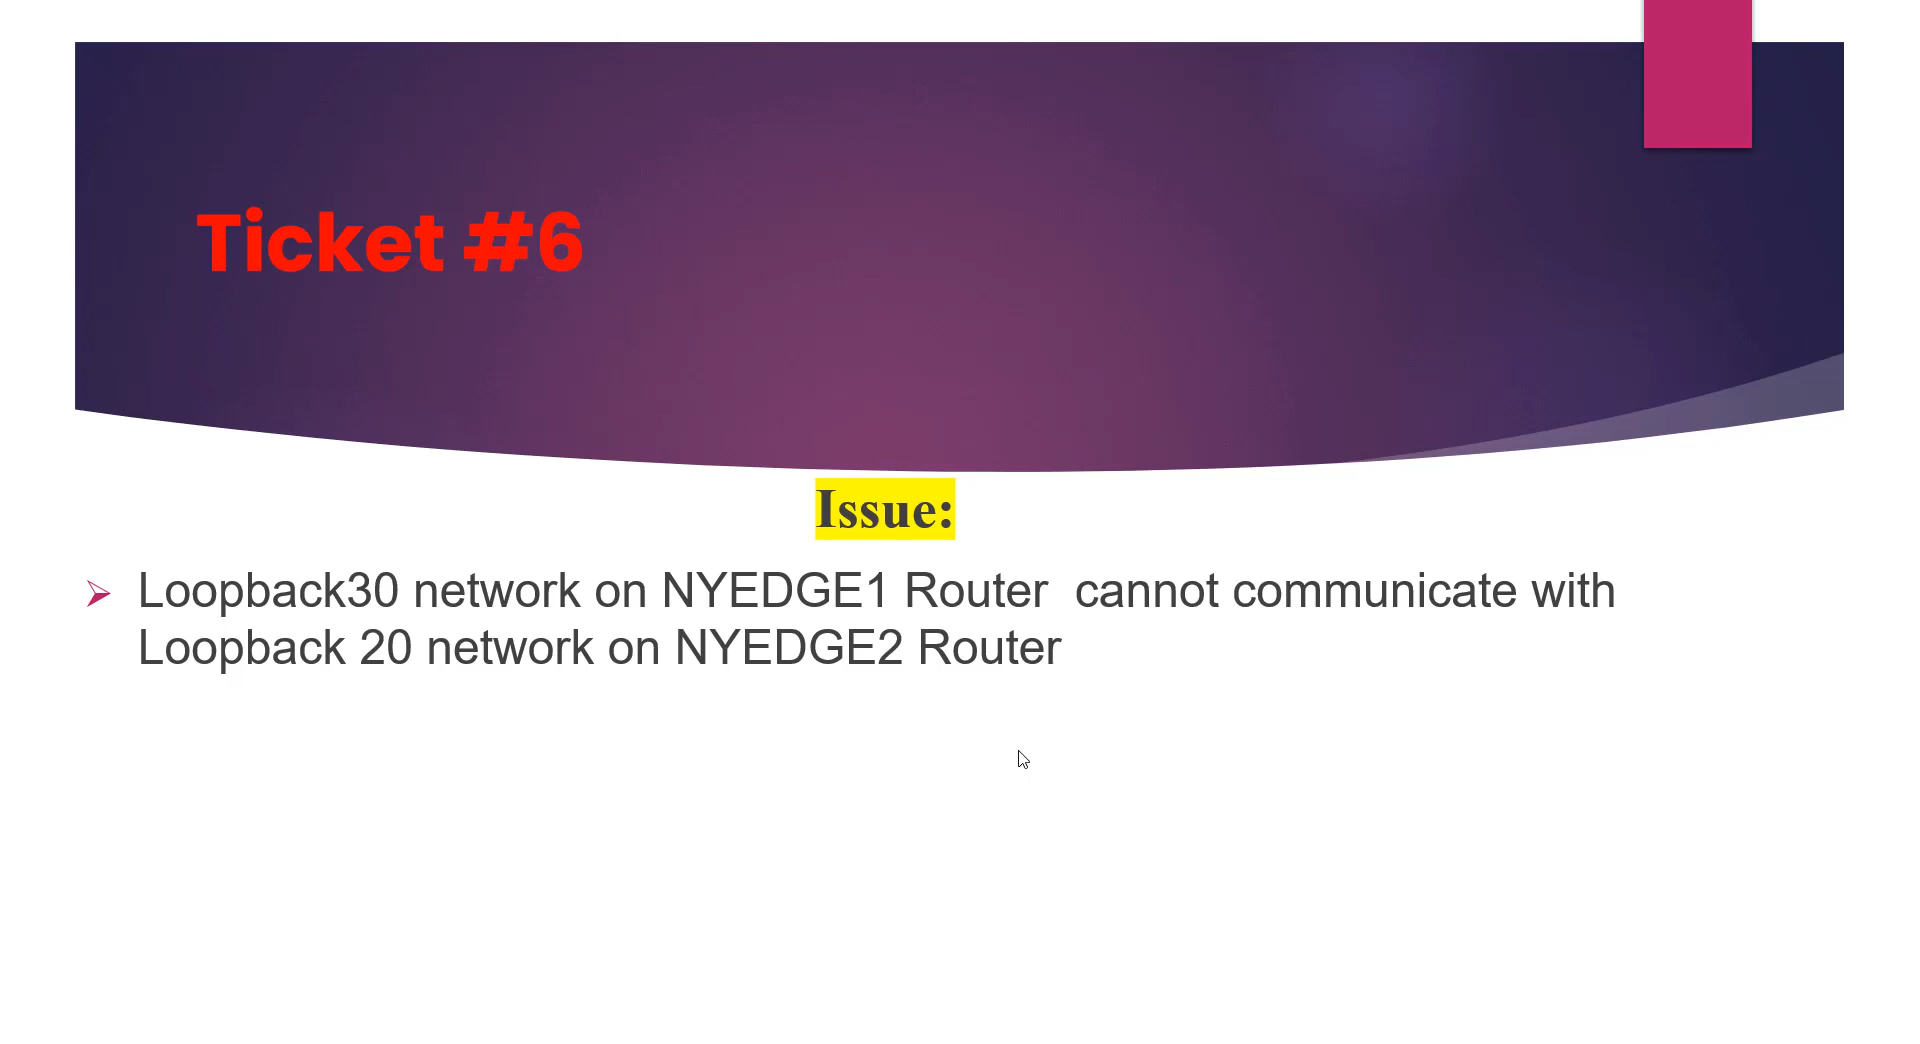 Ticket #6
Issue:
Loopback30 network on NYEDGE1 Router  cannot communicate with
Loopback 20 network on NYEDGE2 Router